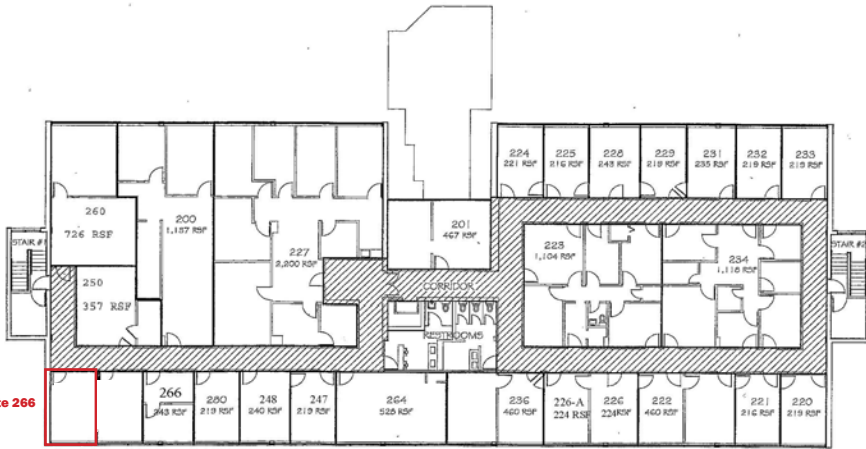 224
221 RSF
225
216 RSF
228
243 RSF
229
219 RSF
231
235 RSF
232
219 RSF
233
219 RSF
260
726 RSF
200
1,137 RSF
201
467 RSF
227
2,200 RSF
223
1,104 RSF
234
1,118 RSF
STAIR #1
STAIR #2
250
357 RSF
CORRIDOR
RESTROOMS
te 266
266
243 RSF
280
219 RSF
248
240 RSF
247
219 RSF
264
528 RSF
236
460 RSF
226-A
224 RSF
226
224RSF
222
460 RSF
221
216 RSF
220
219 RSF